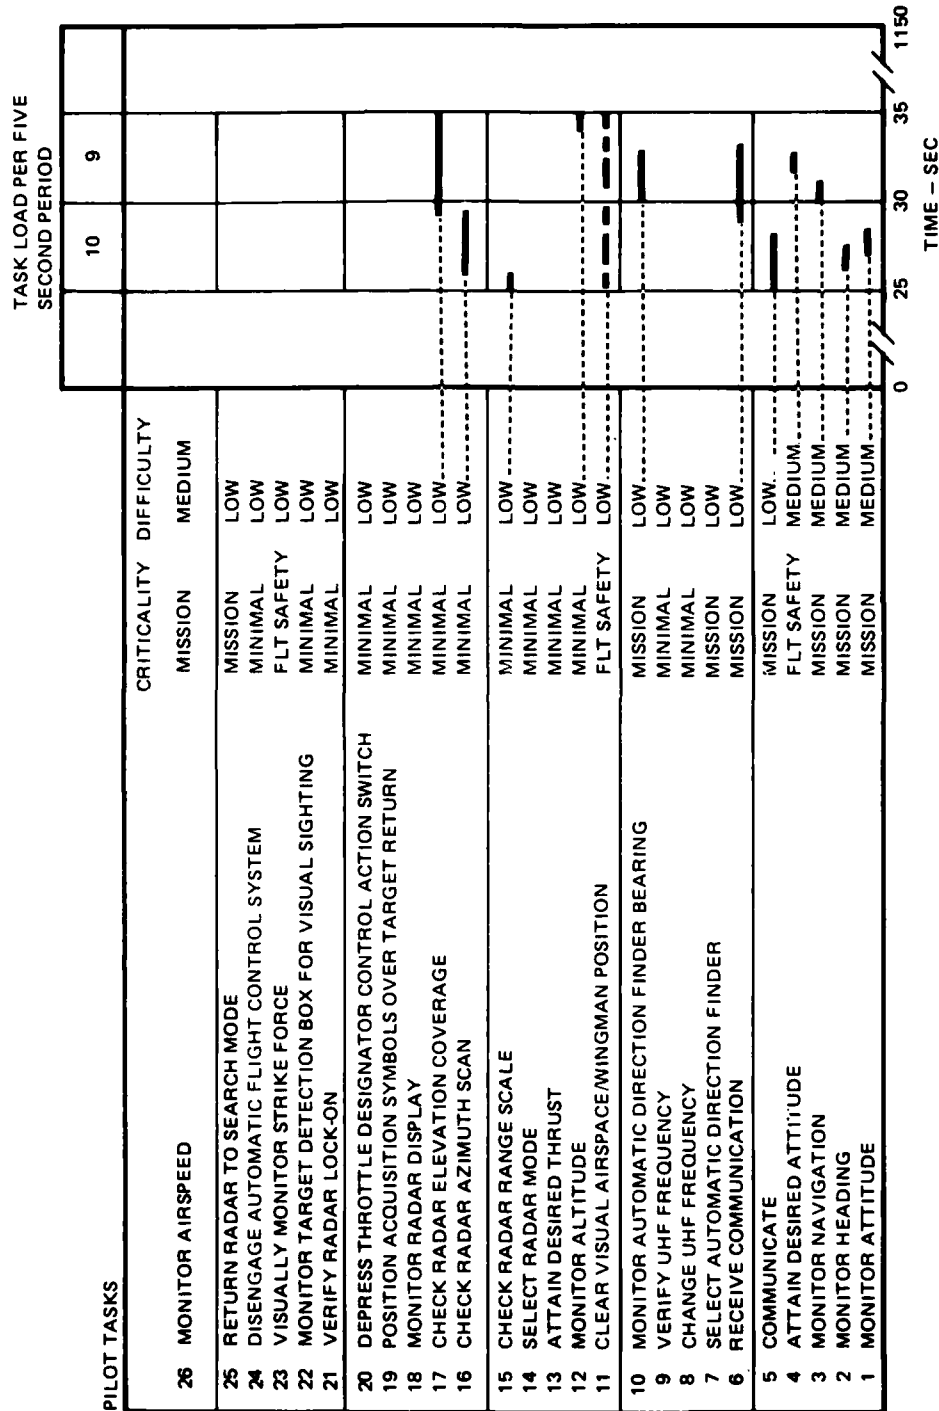 TASK LOAD PER FIVE
SECOND PERIOD
10 9
PILOT TASKS
CRITICALITY DIFFICULTY
26 MONITOR AIRSPEED MISSION MEDIUM
25 RETURN RADAR TO SEARCH MODE MISSION LOW
24 DISENGAGE AUTOMATIC FLIGHT CONTROL SYSTEM MINIMAL LOW
23 VISUALLY MONITOR STRIKE FORCE FLT SAFETY LOW
22 MONITOR TARGET DETECTION BOX FOR VISUAL SIGHTING MINIMAL LOW
21 VERIFY RADAR LOCK-ON MINIMAL LOW
20 DEPRESS THROTTLE DESIGNATOR CONTROL ACTION SWITCH MINIMAL LOW
19 POSITION ACQUISITION SYMBOLS OVER TARGET RETURN MINIMAL LOW
18 MONITOR RADAR DISPLAY MINIMAL LOW
17 CHECK RADAR ELEVATION COVERAGE MINIMAL LOW
16 CHECK RADAR AZIMUTH SCAN MINIMAL LOW
15 CHECK RADAR RANGE SCALE MINIMAL LOW
14 SELECT RADAR MODE MINIMAL LOW
13 ATTAIN DESIRED THRUST MINIMAL LOW
12 MONITOR ALTITUDE MINIMAL LOW
11 CLEAR VISUAL AIRSPACE/WINGMAN POSITION FLT SAFETY LOW
10 MONITOR AUTOMATIC DIRECTION FINDER BEARING MISSION LOW
9 VERIFY UHF FREQUENCY MINIMAL LOW
8 CHANGE UHF FREQUENCY MINIMAL LOW
7 SELECT AUTOMATIC DIRECTION FINDER MISSION LOW
6 RECEIVE COMMUNICATION MISSION LOW
5 COMMUNICATE MISSION LOW
4 ATTAIN DESIRED ATTITUDE FLT SAFETY MEDIUM
3 MONITOR NAVIGATION MISSION MEDIUM
2 MONITOR HEADING MISSION MEDIUM
1 MONITOR ATTITUDE MISSION MEDIUM
0 25 30 35 1150
TIME – SEC